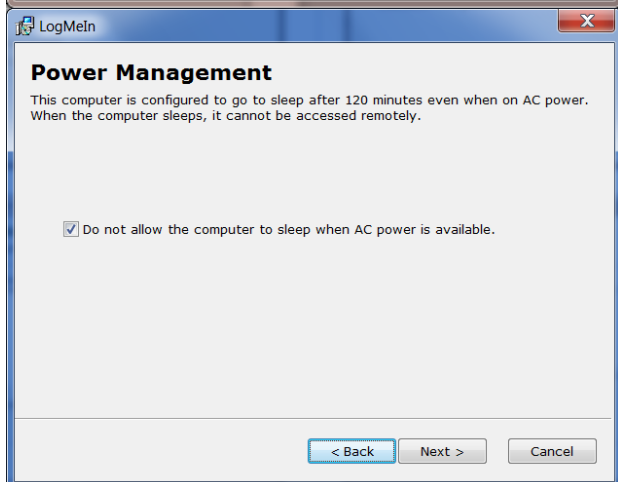 LogMeIn
X
Power Management
This computer is configured to go to sleep after 120 minutes even when on AC power.
When the computer sleeps, it cannot be accessed remotely.
Do not allow the computer to sleep when AC power is available.
< Back Next > Cancel